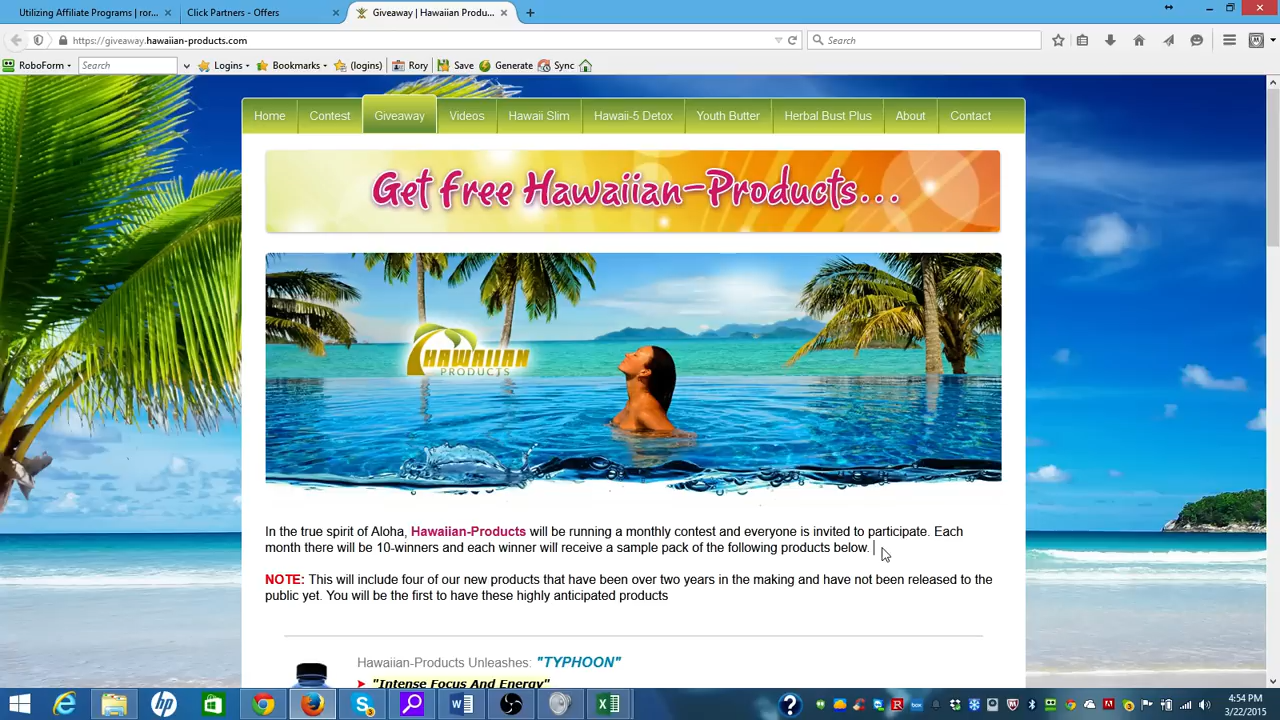 Utilizing Affiliate Programs | ror... ×
Click Partners - Offers ×
Giveaway | Hawaiian Produ... ×
https://giveaway.hawaiian-products.com
Search
RoboForm
Search
Logins
Bookmarks
(logins)
Rory
Save
Generate
Sync
Home
Contest
Giveaway
Videos
Hawaii Slim
Hawaii-5 Detox
Youth Butter
Herbal Bust Plus
About
Contact
Get Free Hawaiian-Products...
HAWAIIAN
PRODUCTS
In the true spirit of Aloha, Hawaiian-Products will be running a monthly contest and everyone is invited to participate. Each
month there will be 10-winners and each winner will receive a sample pack of the following products below.
NOTE: This will include four of our new products that have been over two years in the making and have not been released to the
public yet. You will be the first to have these highly anticipated products
Hawaiian-Products Unleashes: "TYPHOON"
"Intense Focus And Energy"
4:54 PM
3/22/2015